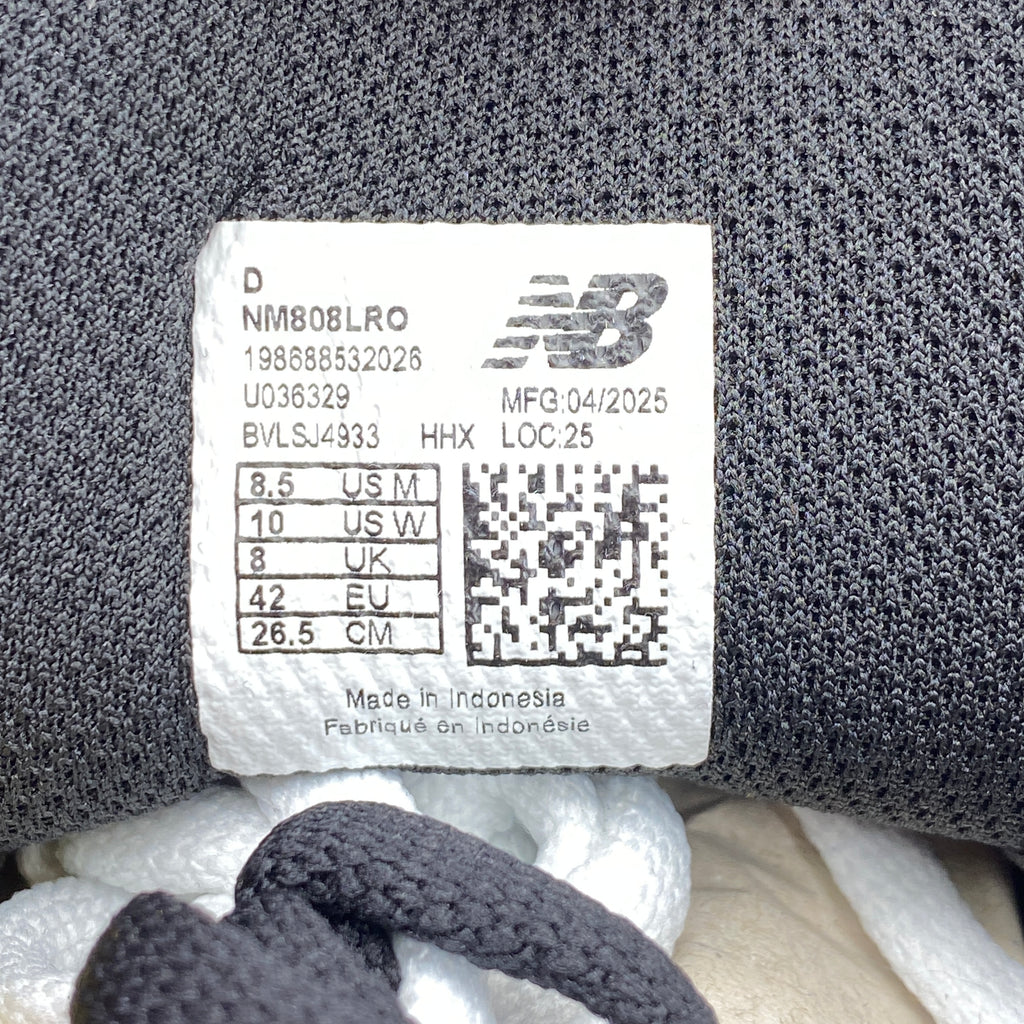 D
NM808LRO
198688532026
U036329
BVLSJ4933 HHX
NB
MFG:04/2025
LOC:25
8.5 US M
10 US W
8 UK
42 EU
26.5 CM
Made in Indonesia
Fabriqué en Indonésie